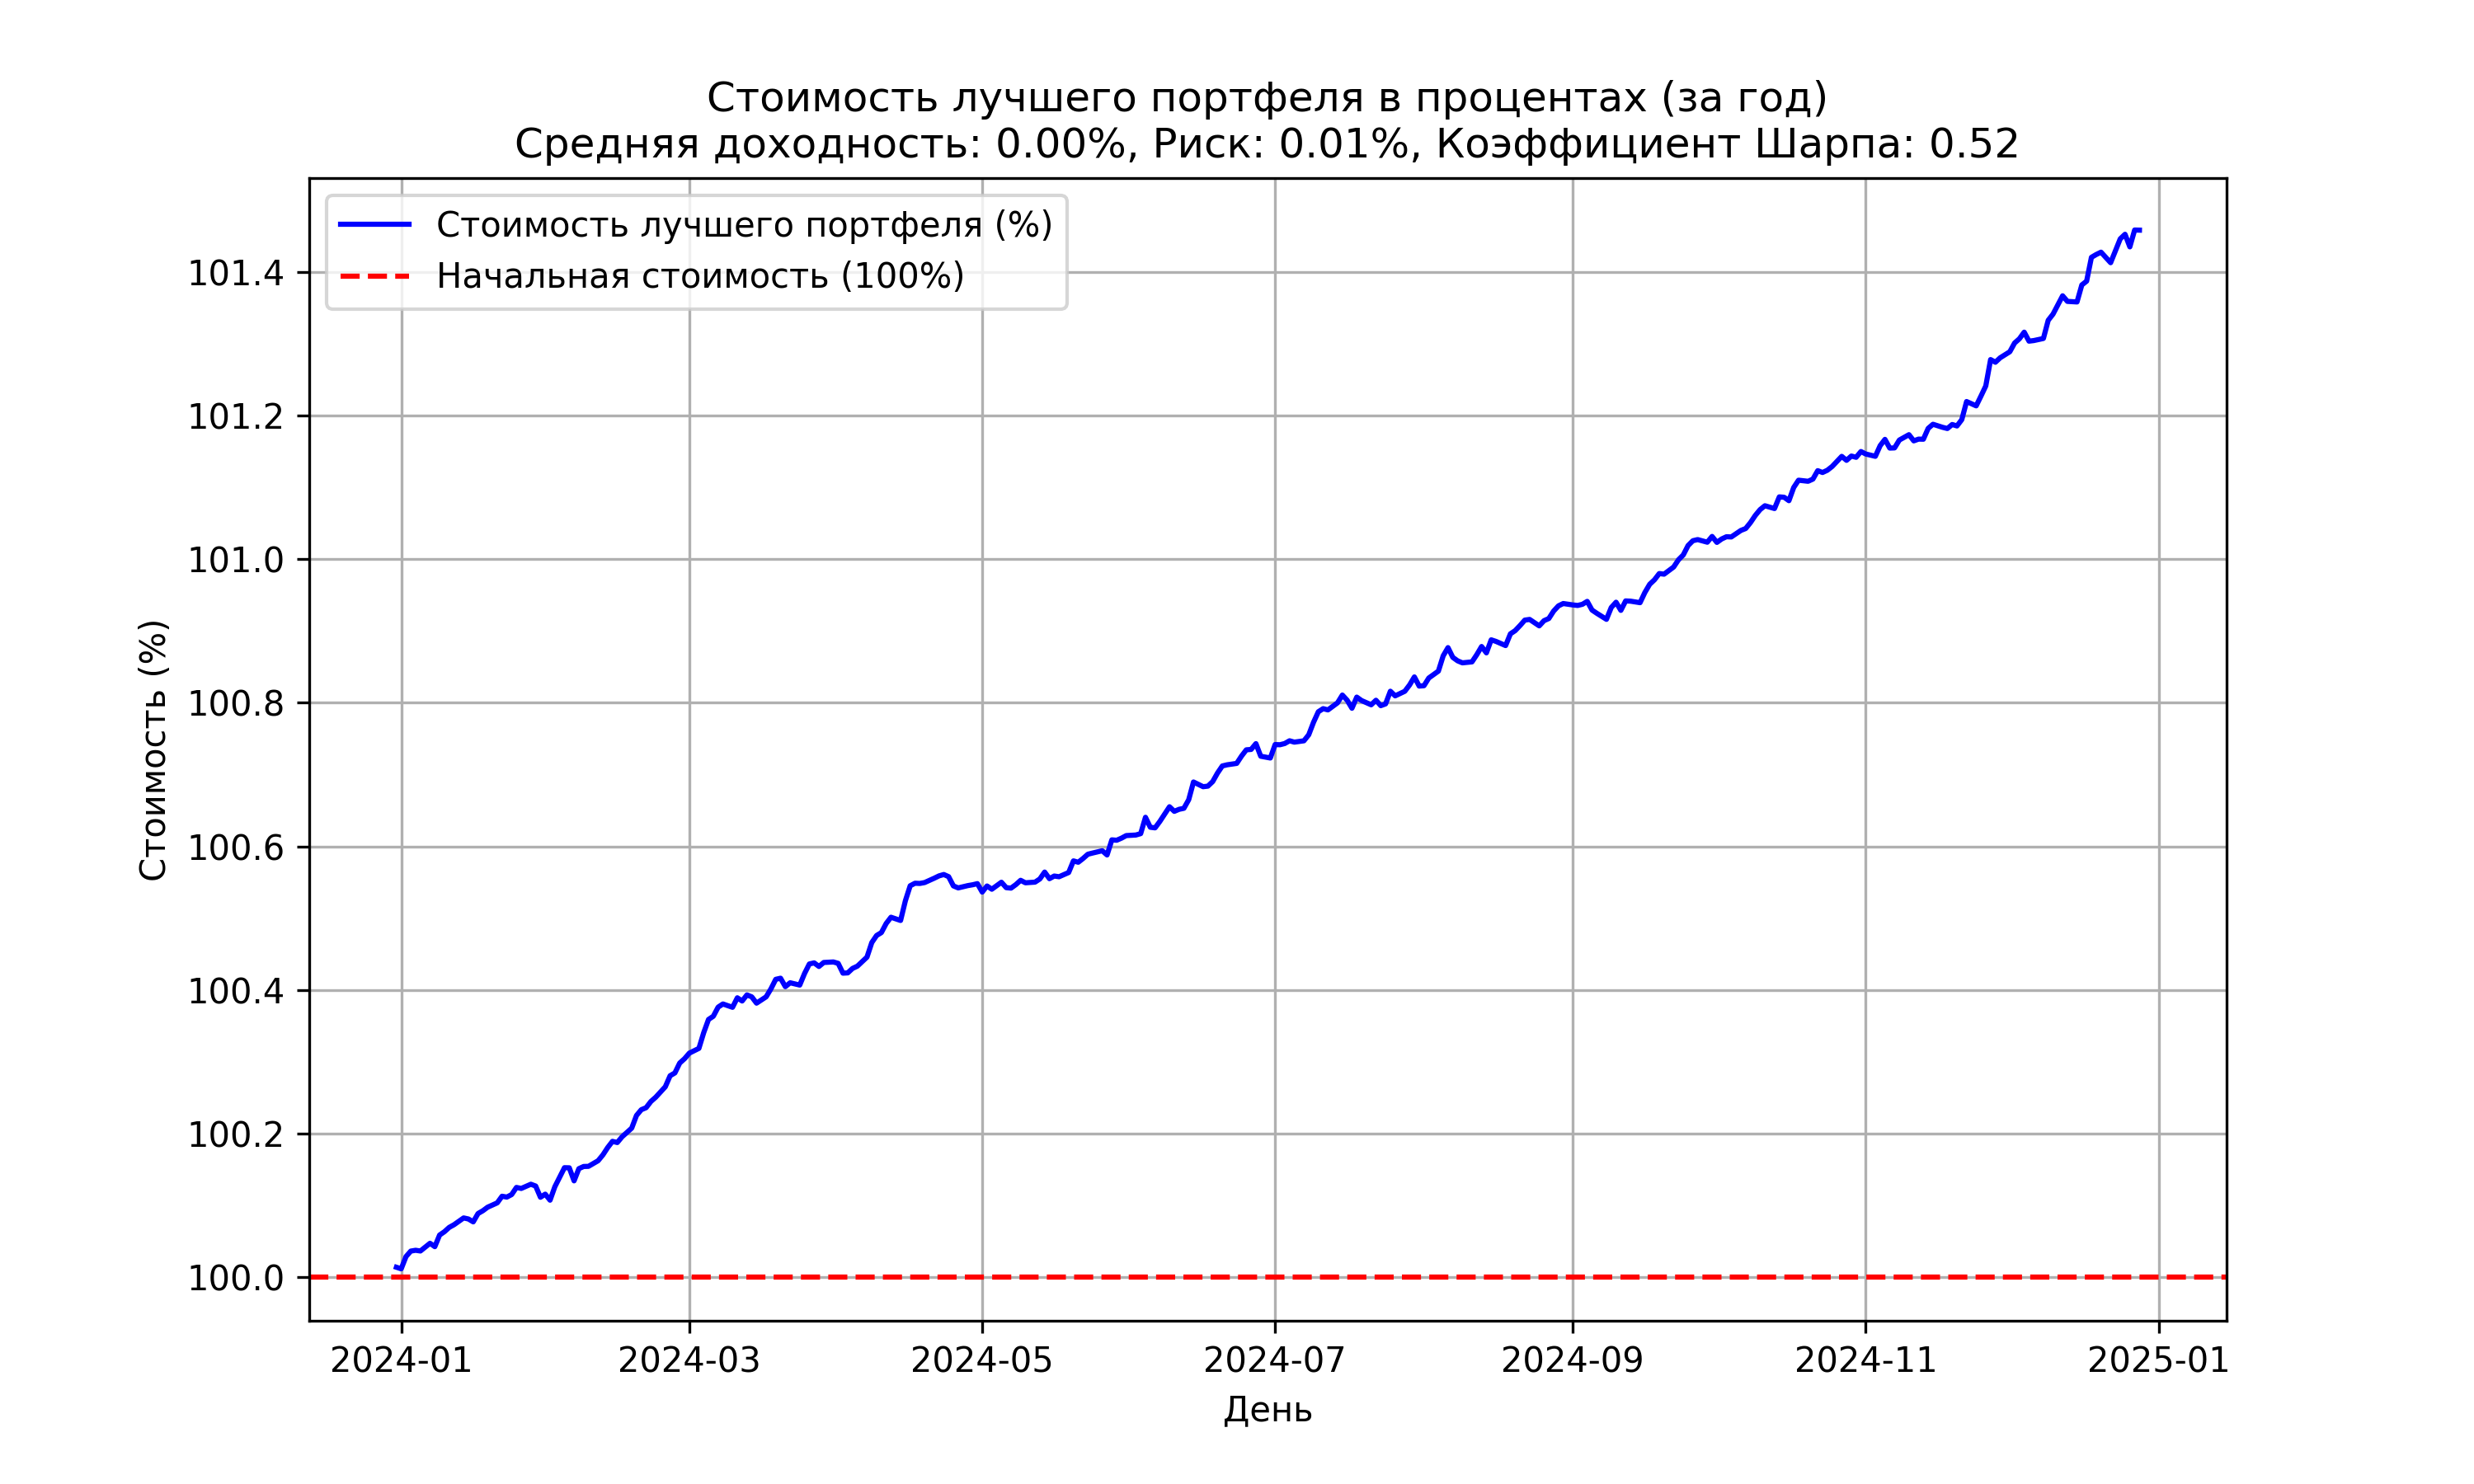 Стоимость лучшего портфеля в процентах (за год)
Средняя доходность: 0.00%, Риск: 0.01%, Коэффициент Шарпа: 0.52
Стоимость лучшего портфеля (%)
Начальная стоимость (100%)
Стоимость (%)
101.4
101.2
101.0
100.8
100.6
100.4
100.2
100.0
2024-01 2024-03 2024-05 2024-07 2024-09 2024-11 2025-01
День